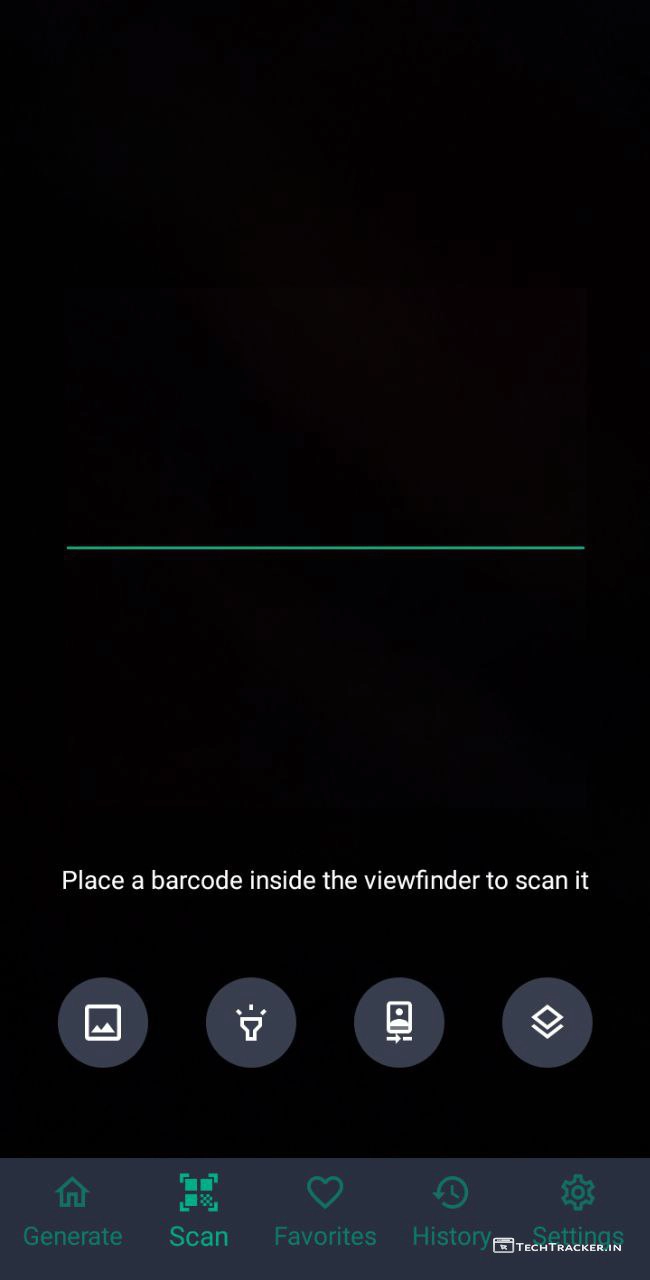 Place a barcode inside the viewfinder to scan it
Generate
Scan
Favorites
History
Settings
TechTracker.in